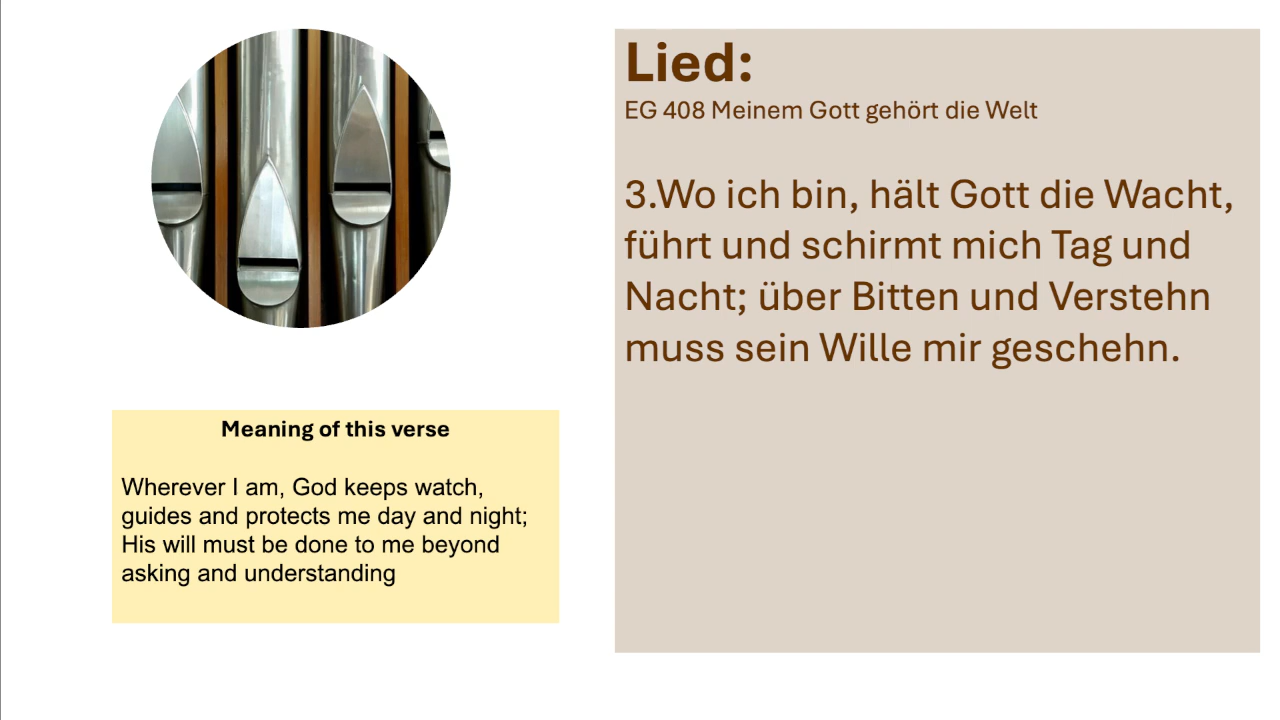 Lied:
EG 408 Meinem Gott gehört die Welt
3.Wo ich bin, hält Gott die Wacht,
führt und schirmt mich Tag und
Nacht; über Bitten und Verstehn
muss sein Wille mir geschehn.
Meaning of this verse
Wherever I am, God keeps watch,
guides and protects me day and night;
His will must be done to me beyond
asking and understanding